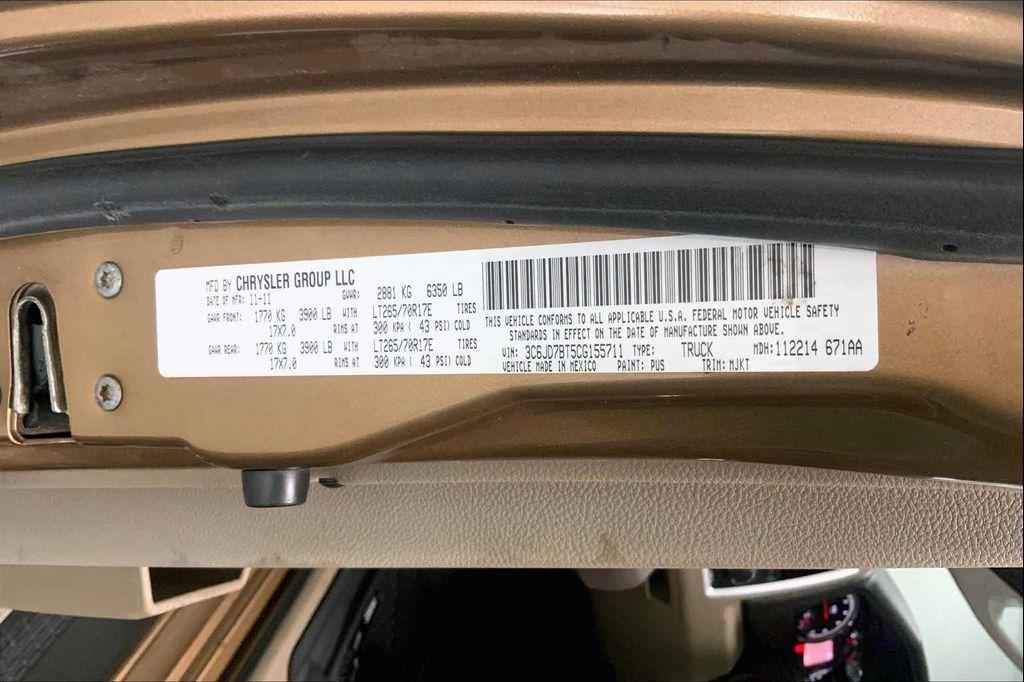 MFD BY CHRYSLER GROUP LLC
DATE OF MFR: 11-11 GVWR: 2881 KG 6350 LB
GAWR FRONT: 1770 KG 3900 LB WITH LT265/70R17E TIRES
17X7.0 RIMS AT 300 KPA ( 43 PSI) COLD
GAWR REAR: 1770 KG 3900 LB WITH LT265/70R17E TIRES
17X7.0 RIMS AT 300 KPA ( 43 PSI) COLD
THIS VEHICLE CONFORMS TO ALL APPLICABLE U.S.A. FEDERAL MOTOR VEHICLE SAFETY
STANDARDS IN EFFECT ON THE DATE OF MANUFACTURE SHOWN ABOVE.
VIN: 3C6JD7BT5CG155711 TYPE: TRUCK MDH: 112214 671AA
VEHICLE MADE IN MEXICO PAINT: PUS TRIM: MJKT